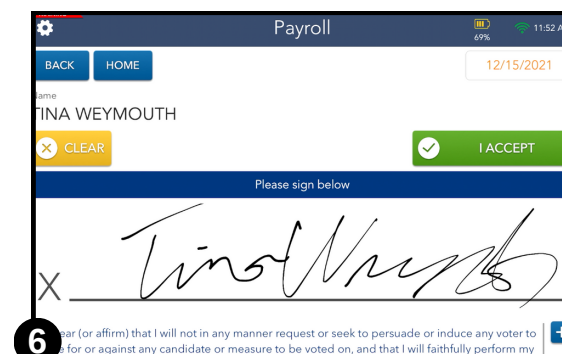 Payroll
69%
11:52 A
BACK HOME
12/15/2021
Name
TINA WEYMOUTH
CLEAR
I ACCEPT
Please sign below
X Tina Weymouth
6
ear (or affirm) that I will not in any manner request or seek to persuade or induce any voter to
e for or against any candidate or measure to be voted on, and that I will faithfully perform my